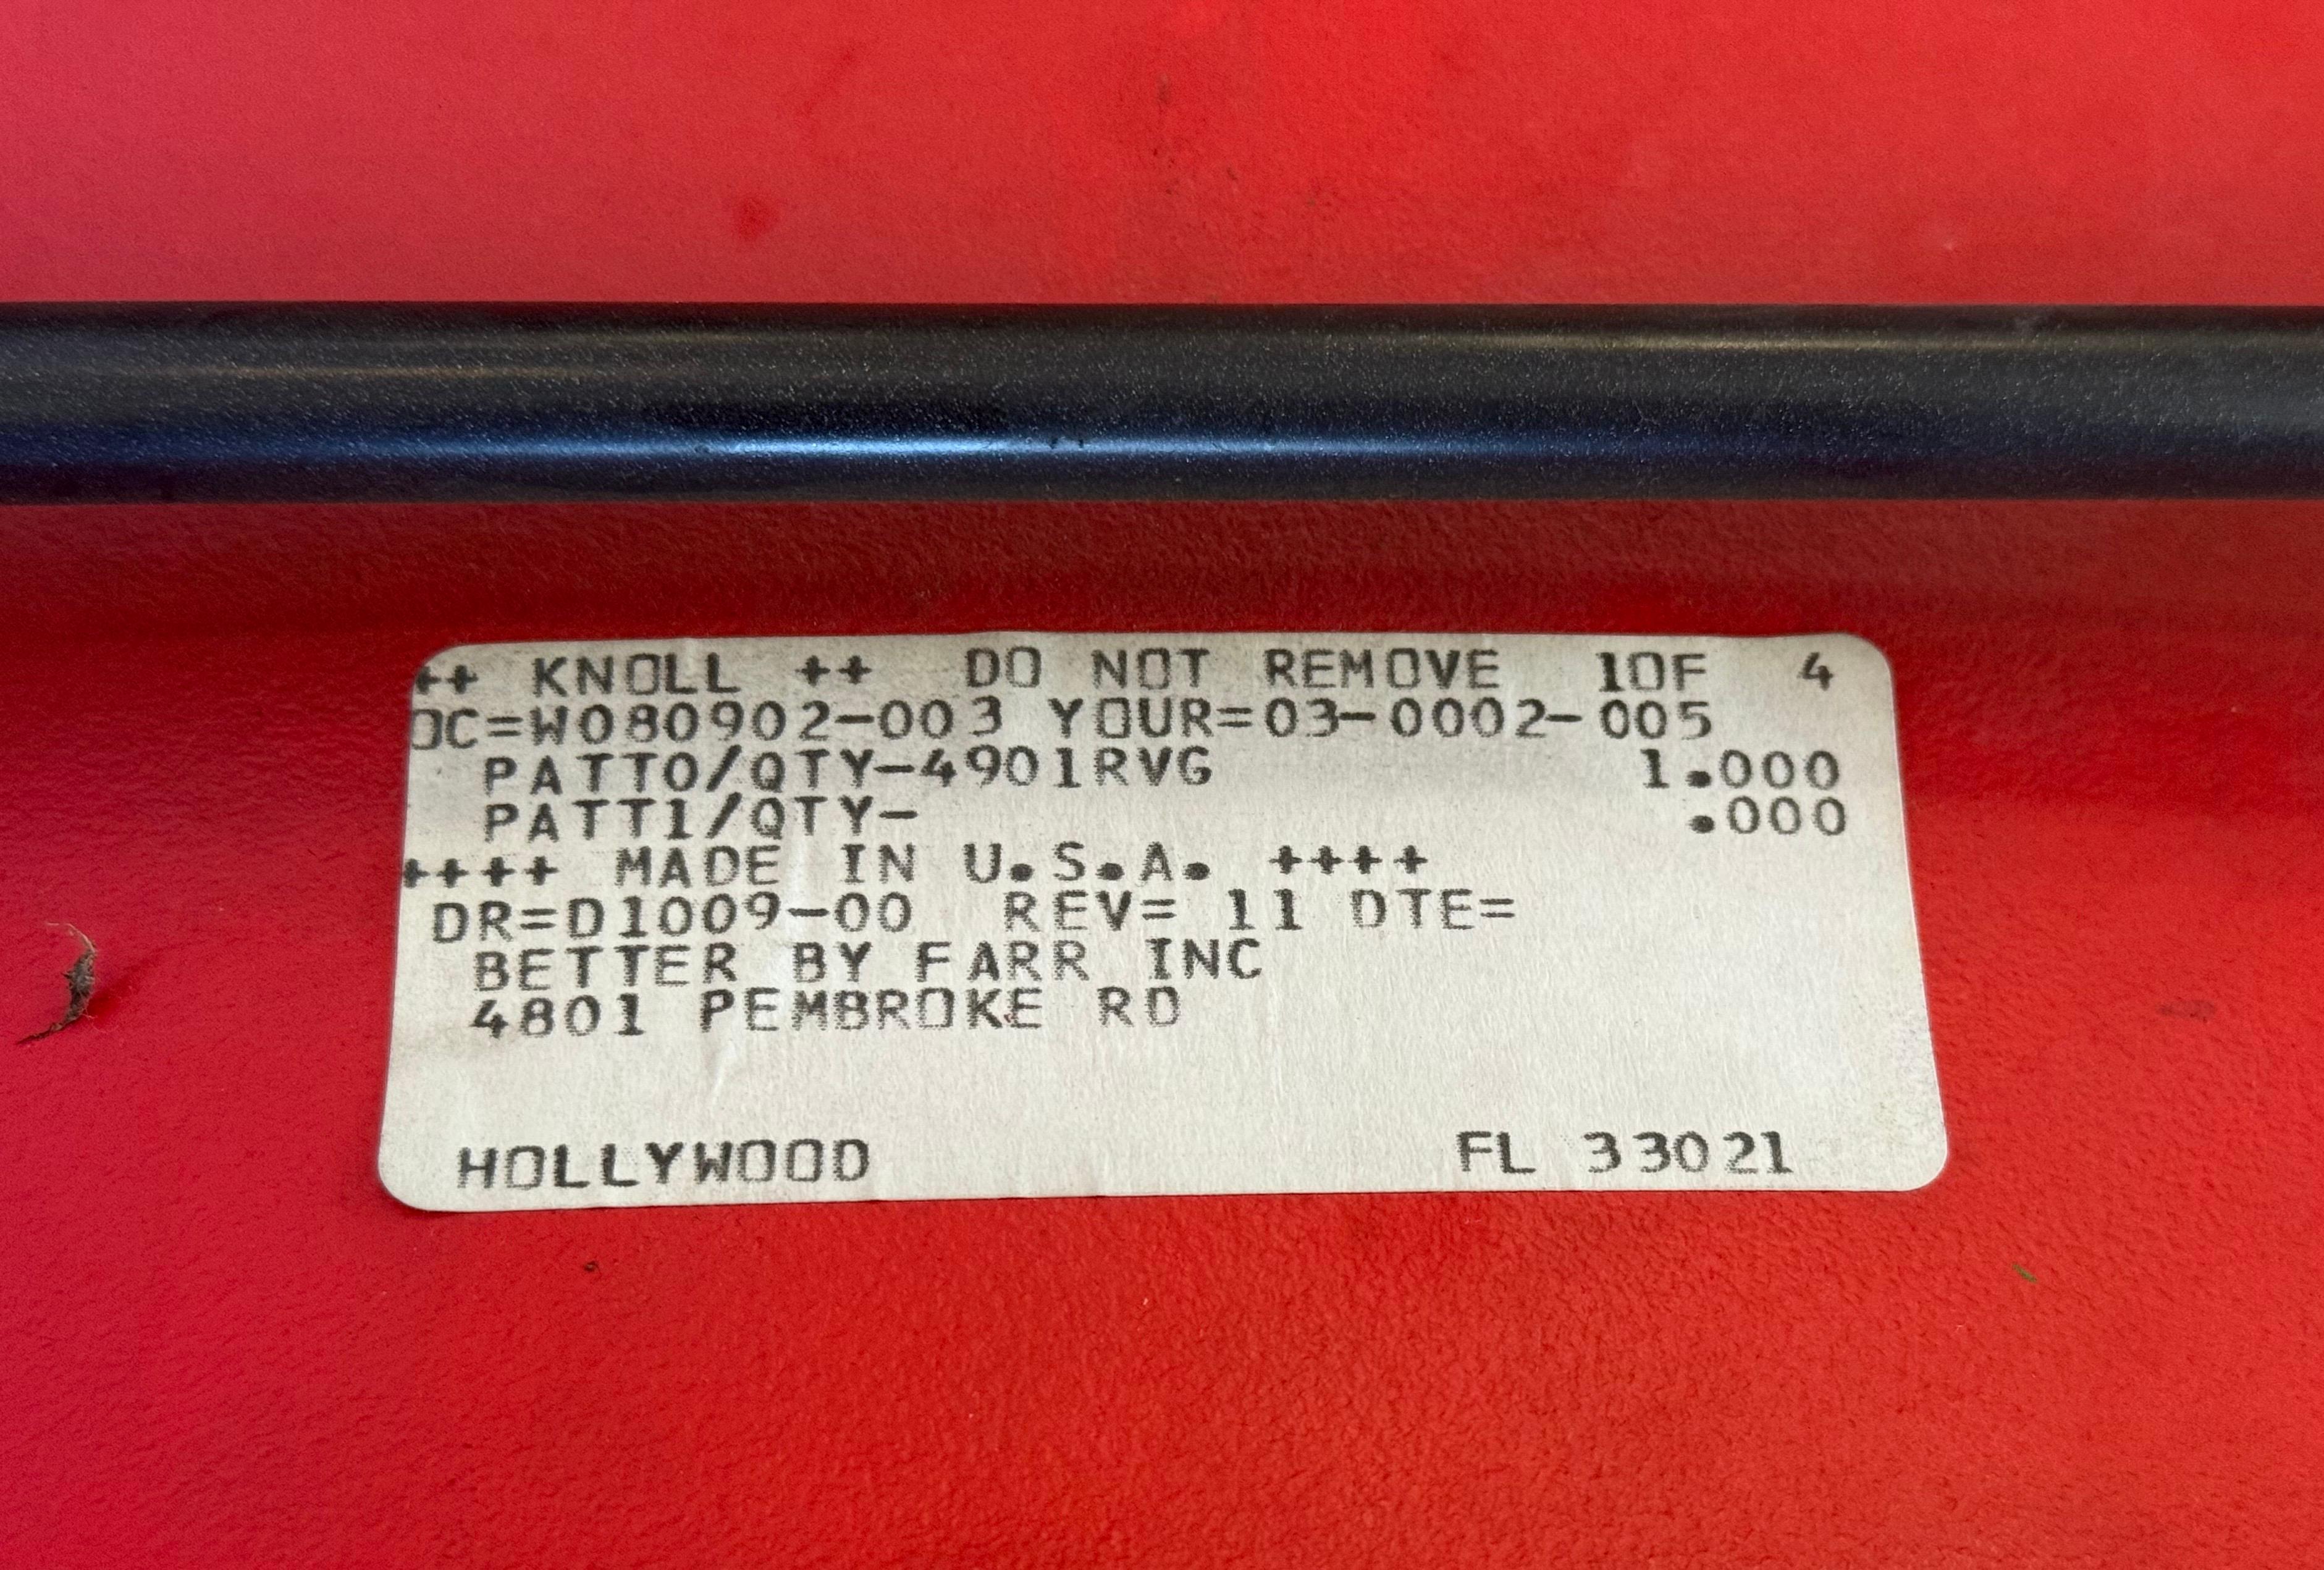 ++ KNOLL ++ DO NOT REMOVE 1OF 4
OC=W080902-003 YOUR=03-0002-005
PATT0/QTY-4901RVG 1.000
PATT1/QTY- .000
++++ MADE IN U.S.A. ++++
DR=D1009-00 REV= 11 DTE=
BETTER BY FARR INC
4801 PEMBROKE RD
HOLLYWOOD FL 33021